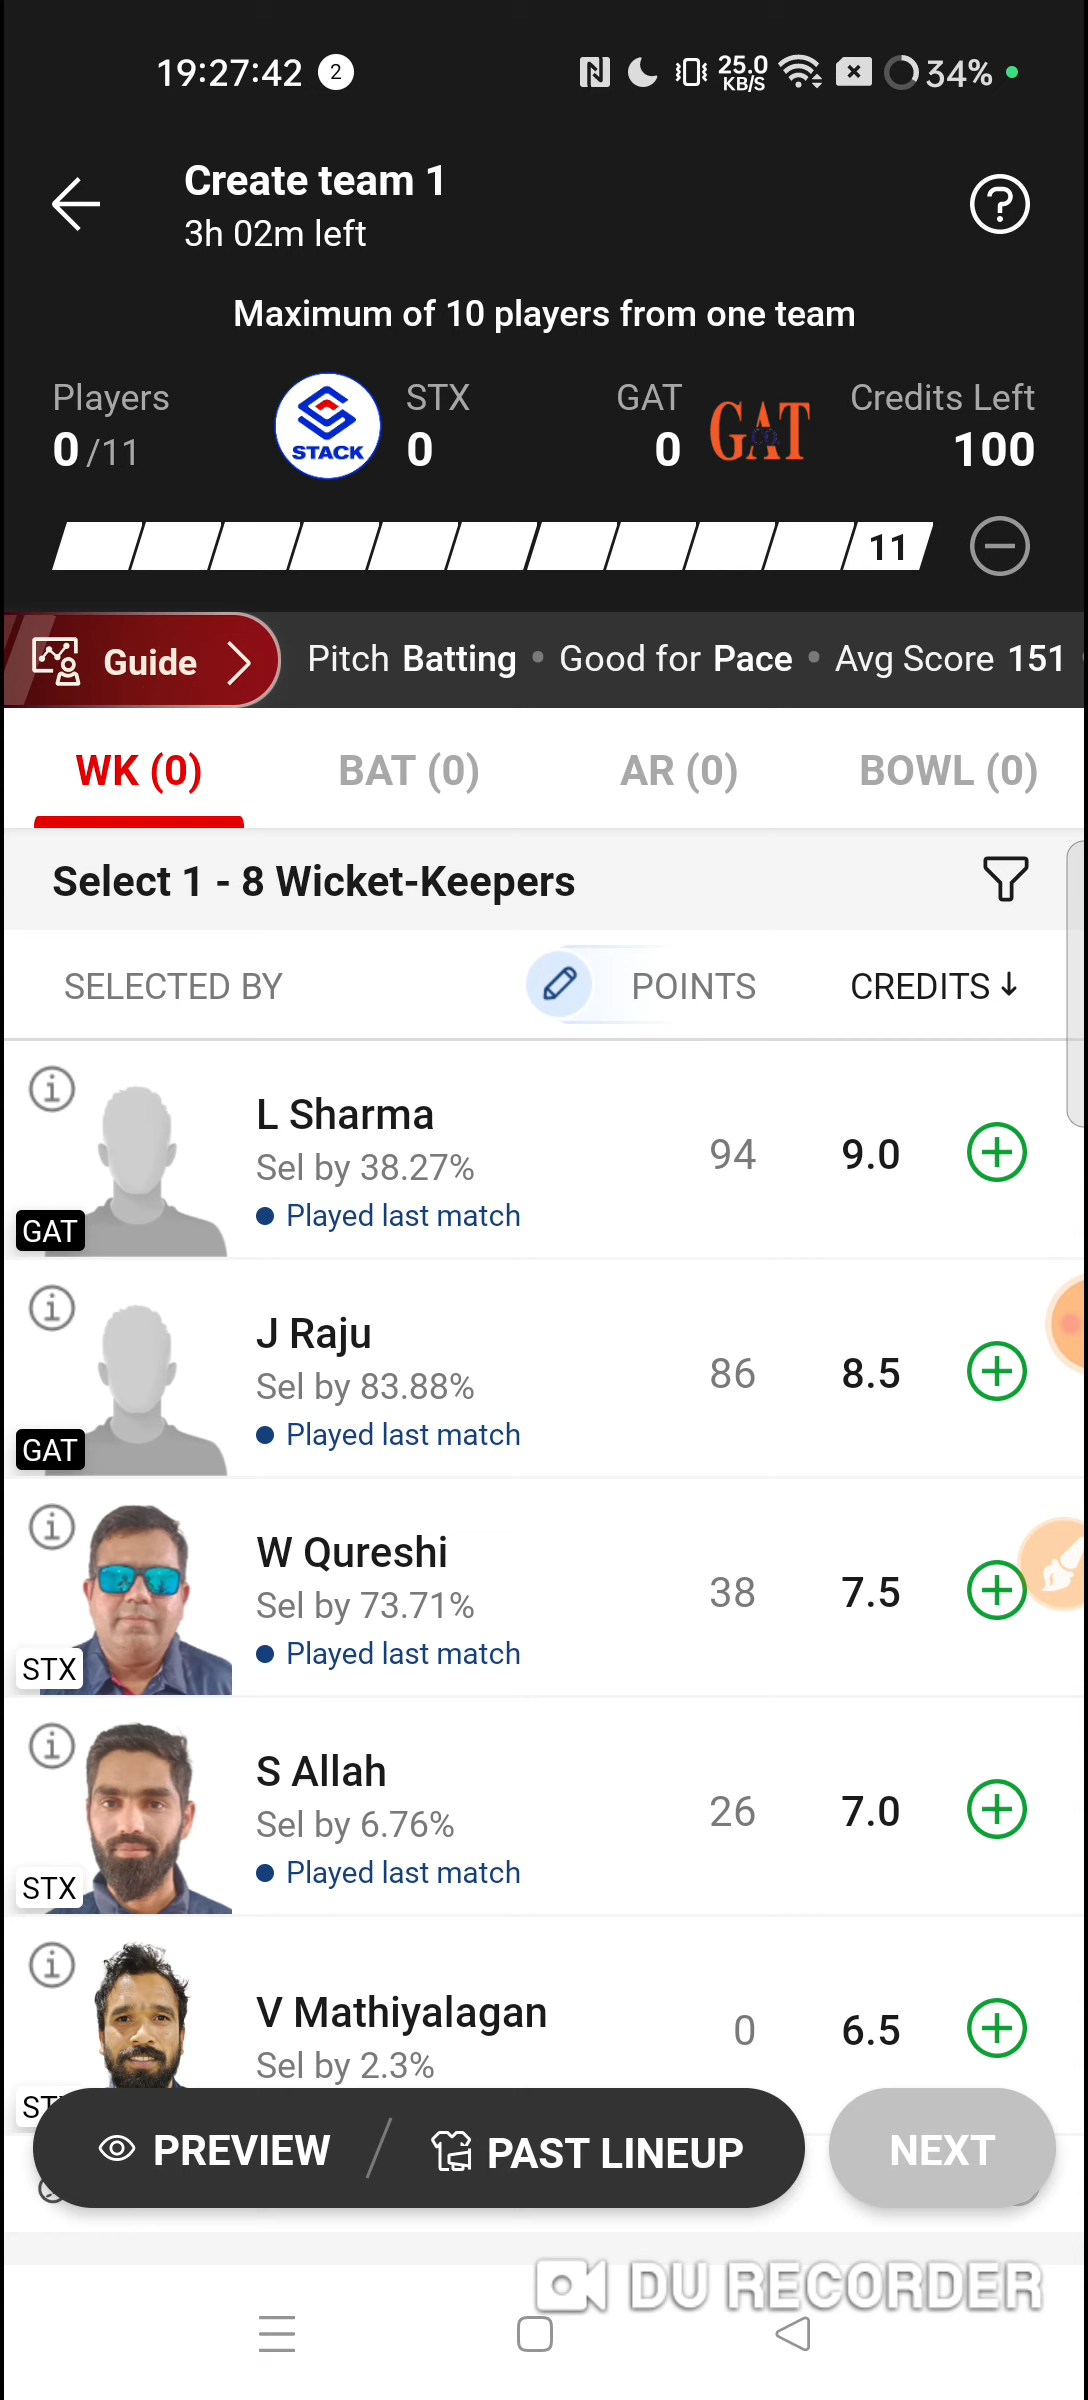 19:27:42 2 25.0 KB/S 34%
Create team 1
3h 02m left
Maximum of 10 players from one team
Players STX GAT Credits Left
0 /11 STACK 0 0 GAT CO. 100
11
Guide Pitch Batting • Good for Pace • Avg Score 151
WK (0) BAT (0) AR (0) BOWL (0)
Select 1 - 8 Wicket-Keepers
SELECTED BY POINTS CREDITS ↓
L Sharma
Sel by 38.27% 94 9.0
Played last match
GAT
J Raju
Sel by 83.88% 86 8.5
Played last match
GAT
W Qureshi
Sel by 73.71% 38 7.5
Played last match
STX
S Allah
Sel by 6.76% 26 7.0
Played last match
STX
V Mathiyalagan 0 6.5
Sel by 2.3%
PREVIEW PAST LINEUP NEXT
DU RECORDER